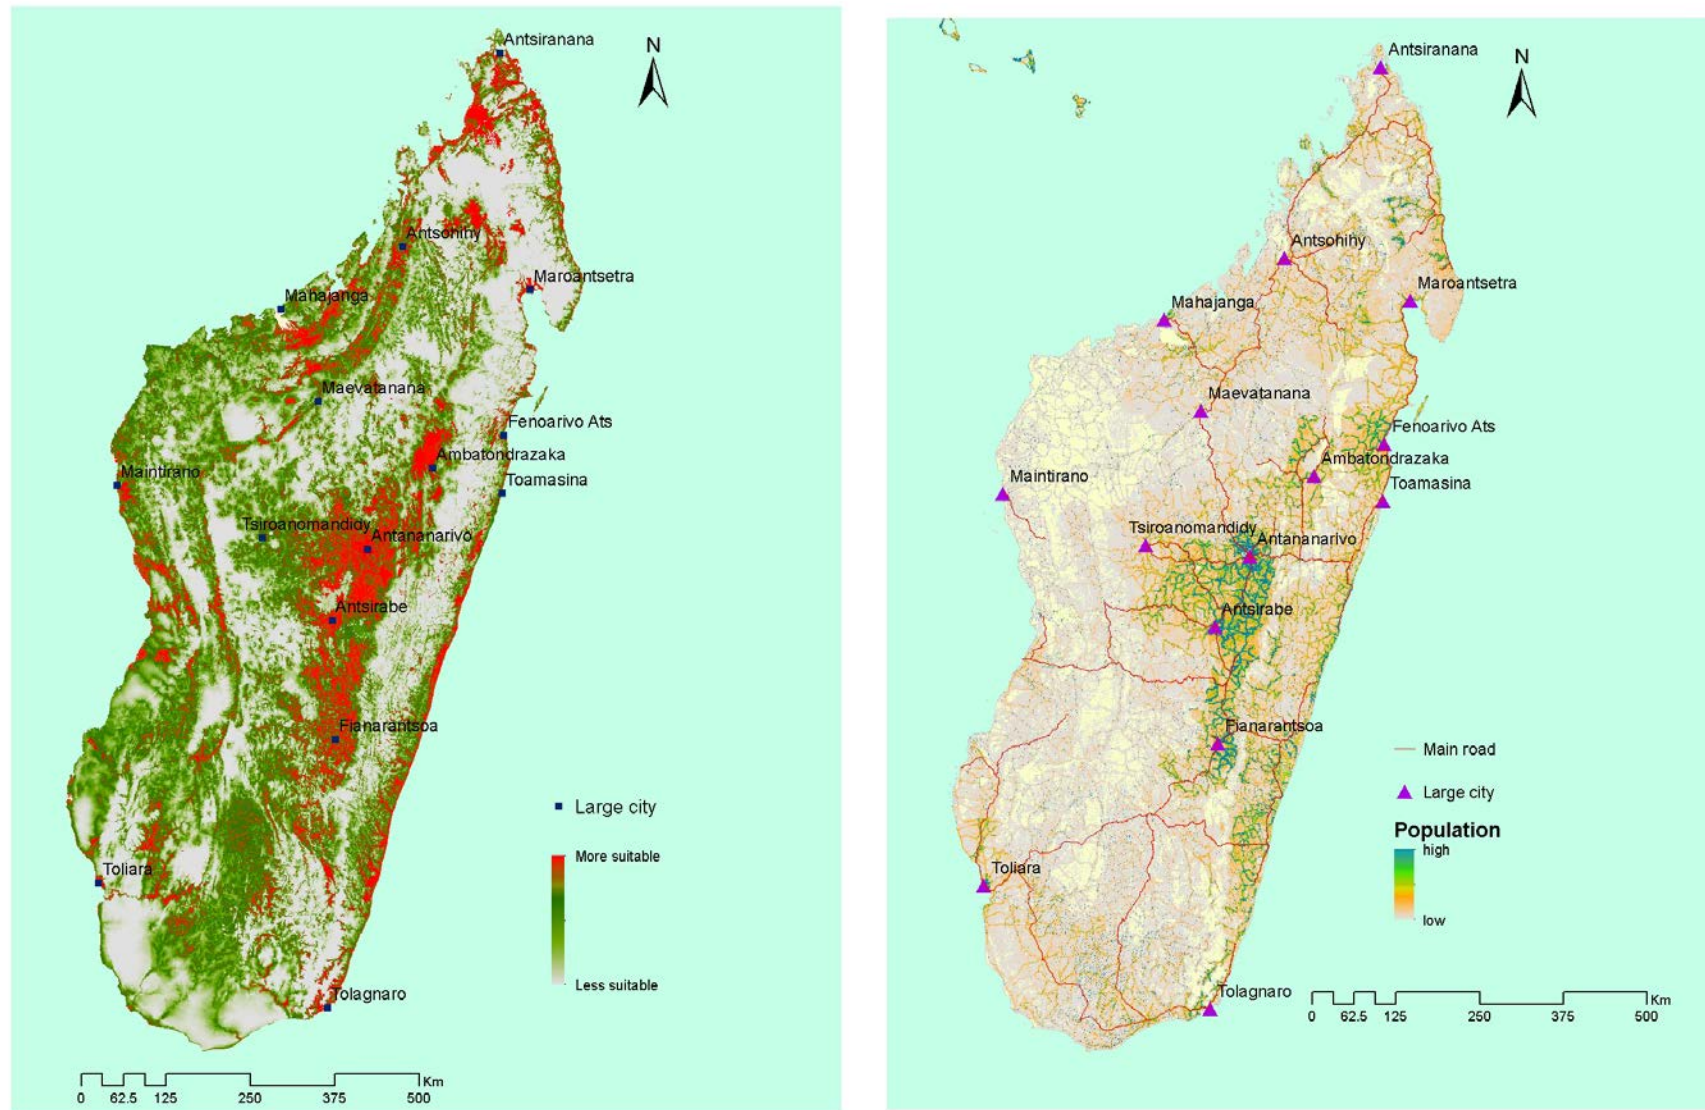 Antsiranana
N
Antsohihy
Maroantsetra
Mahajanga
Maevatanana
Fenoarivo Ats
Ambatondrazaka
Maintirano
Toamasina
Tsiroanomandidy
Antananarivo
Antsirabe
Fianarantsoa
Large city
More suitable
Toliara
Less suitable
Tolagnaro
Km
0 62.5 125 250 375 500
Antsiranana
N
Antsohihy
Maroantsetra
Mahajanga
Maevatanana
Fenoarivo Ats
Ambatondrazaka
Maintirano
Toamasina
Tsiroanomandidy
Antananarivo
Antsirabe
Fianarantsoa
Main road
Large city
Population
high
Toliara
low
Tolagnaro
Km
0 62.5 125 250 375 500